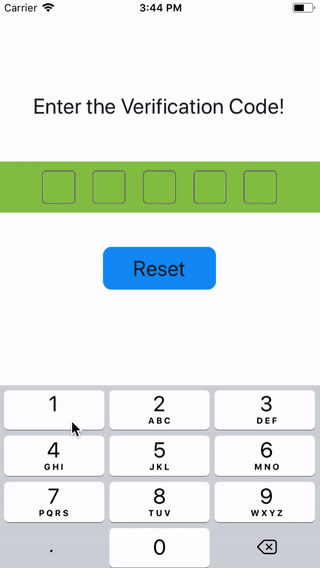 Carrier 3:44 PM
Enter the Verification Code!
Reset
1 2 3
ABC DEF
4 5 6
GHI JKL MNO
7 8 9
PQRS TUV WXYZ
. 0